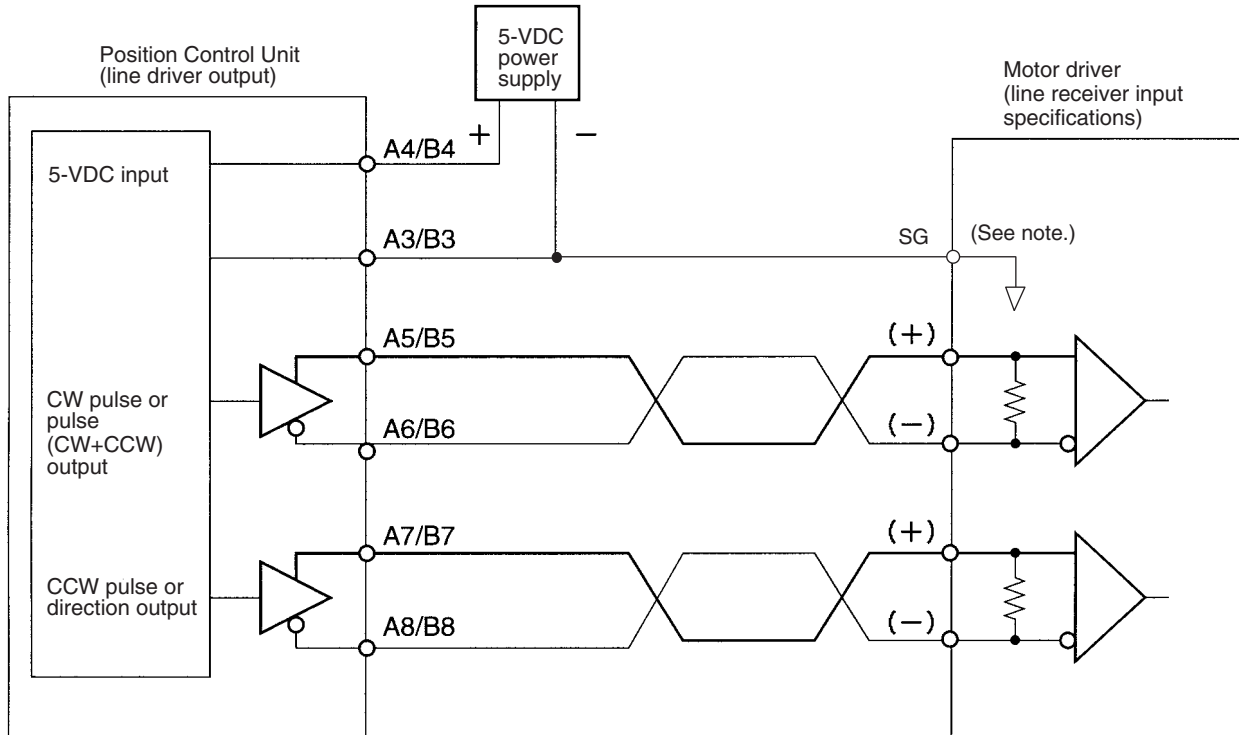 5-VDC
power
supply
Position Control Unit
(line driver output)
Motor driver
(line receiver input
specifications)
+
−
A4/B4
5-VDC input
A3/B3
SG
(See note.)
A5/B5
(+)
CW pulse or
pulse
(CW+CCW)
output
A6/B6
(−)
A7/B7
(+)
CCW pulse or
direction output
A8/B8
(−)